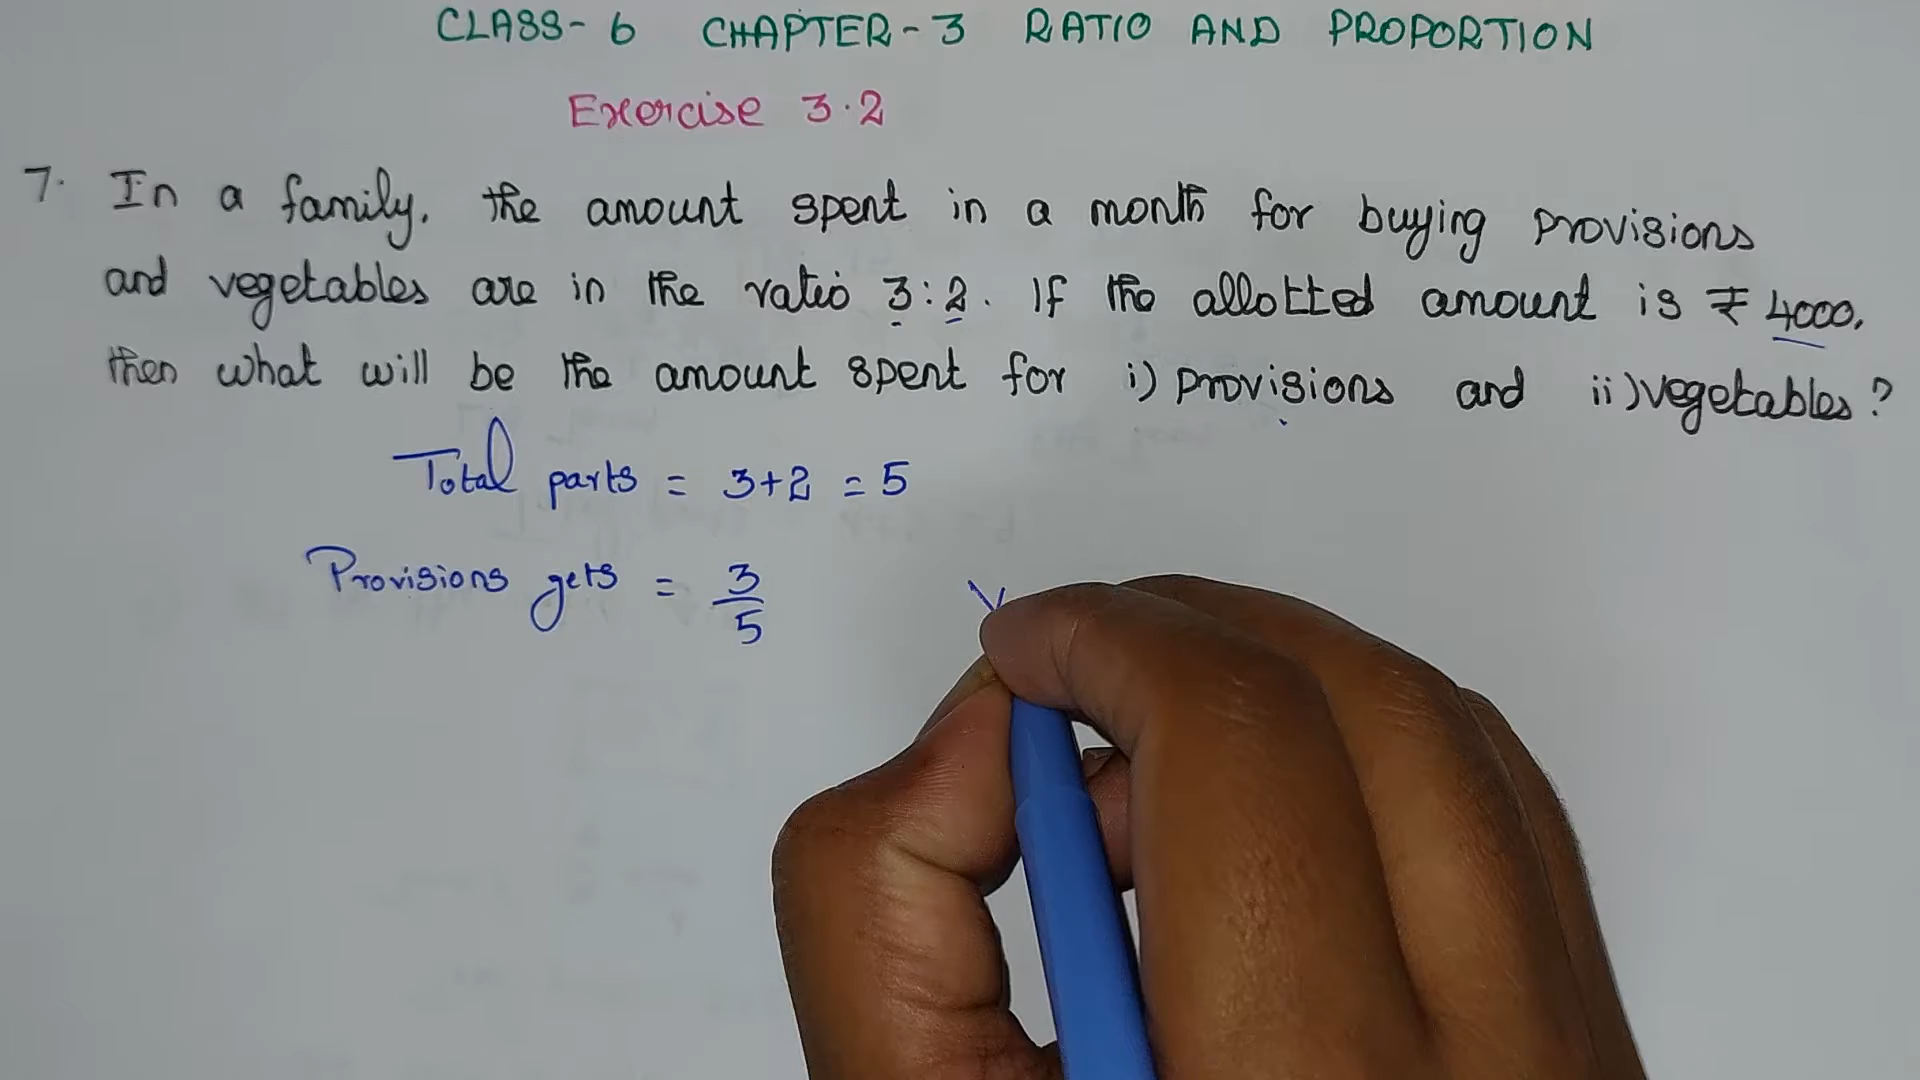 CLASS- 6 CHAPTER-3 RATIO AND PROPORTION
Exercise 3.2
7. In a family, the amount spent in a month for buying provisions
and vegetables are in the ratio 3:2. If the allotted amount is ₹ 4000,
then what will be the amount spent for i) provisions and ii) vegetables?
Total parts = 3+2 = 5
Provisions gets = 3/5
V